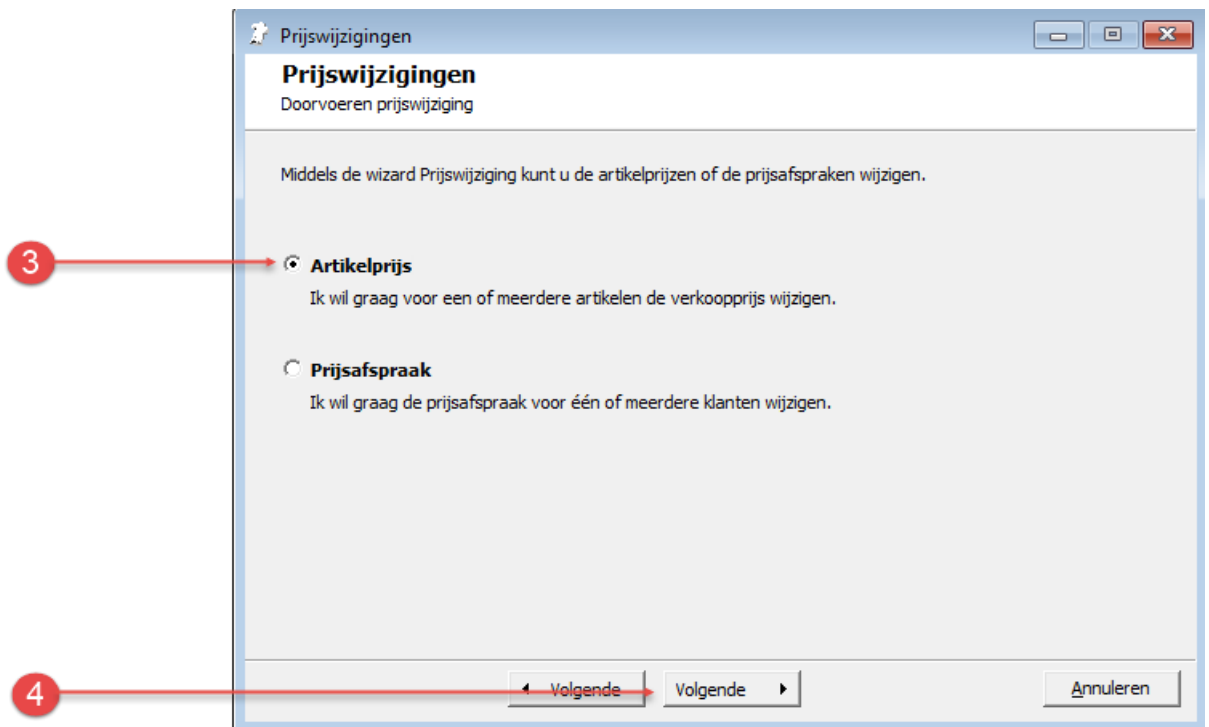 Prijswijzigingen
Prijswijzigingen
Doorvoeren prijswijziging
Middels de wizard Prijswijziging kunt u de artikelprijzen of de prijsafspraken wijzigen.
3
Artikelprijs
Ik wil graag voor een of meerdere artikelen de verkoopprijs wijzigen.
Prijsafspraak
Ik wil graag de prijsafspraak voor één of meerdere klanten wijzigen.
4 Volgende Volgende Annuleren